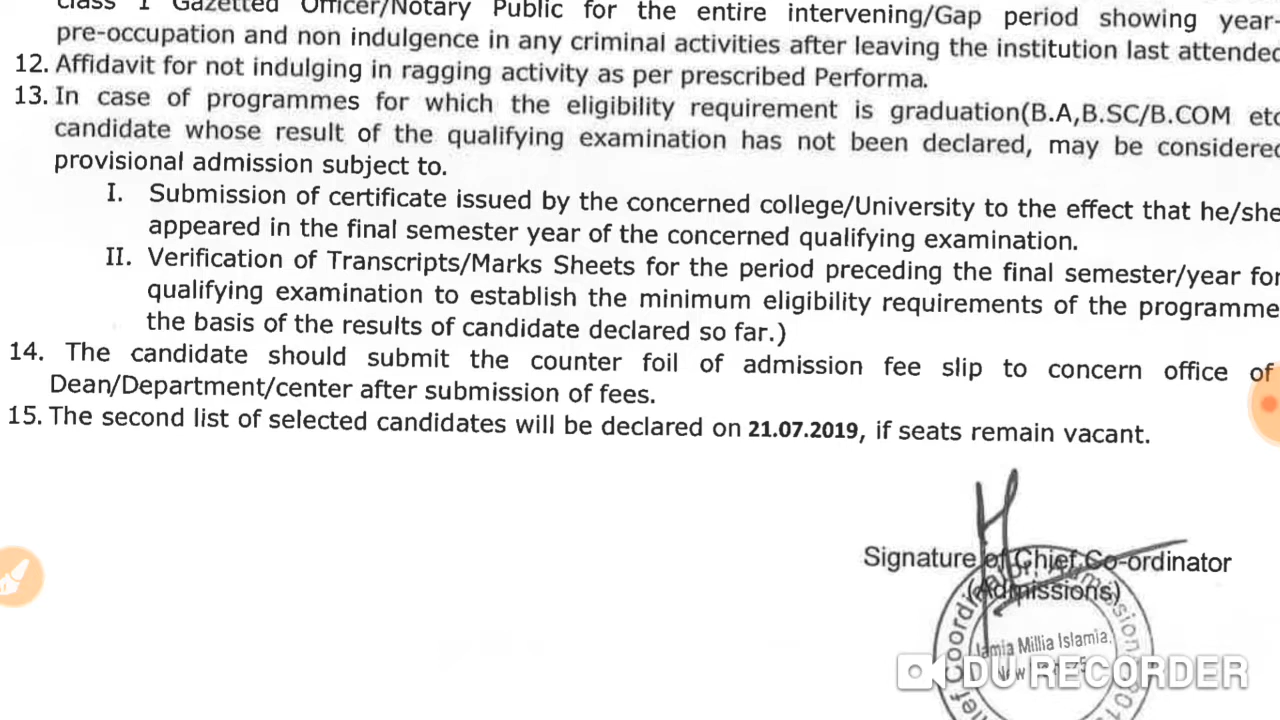 class 1 Gazetted Officer/Notary Public for the entire intervening/Gap period showing year-
pre-occupation and non indulgence in any criminal activities after leaving the institution last attended
12. Affidavit for not indulging in ragging activity as per prescribed Performa.
13. In case of programmes for which the eligibility requirement is graduation(B.A,B.SC/B.COM etc
candidate whose result of the qualifying examination has not been declared, may be considered
provisional admission subject to.
I. Submission of certificate issued by the concerned college/University to the effect that he/she
appeared in the final semester year of the concerned qualifying examination.
II. Verification of Transcripts/Marks Sheets for the period preceding the final semester/year for
qualifying examination to establish the minimum eligibility requirements of the programme
the basis of the results of candidate declared so far.)
14. The candidate should submit the counter foil of admission fee slip to concern office of
Dean/Department/center after submission of fees.
15. The second list of selected candidates will be declared on 21.07.2019, if seats remain vacant.
Signature of Chief Co-ordinator
(Admissions)
Chief Coordinator Admission 2019
Jamia Millia Islamia.
New
DU RECORDER